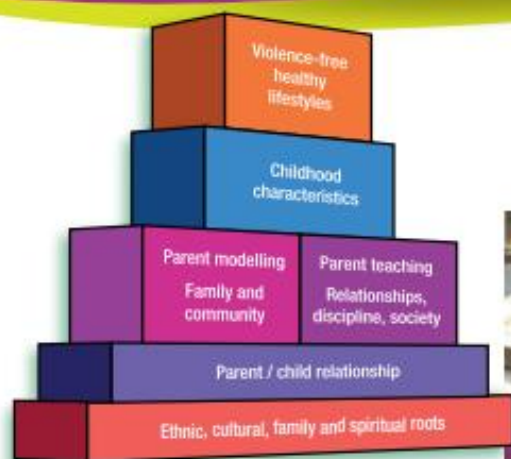 Violence-free
healthy
lifestyles
Childhood
characteristics
Parent modelling
Family and
community
Parent teaching
Relationships,
discipline, society
Parent / child relationship
Ethnic, cultural, family and spiritual roots